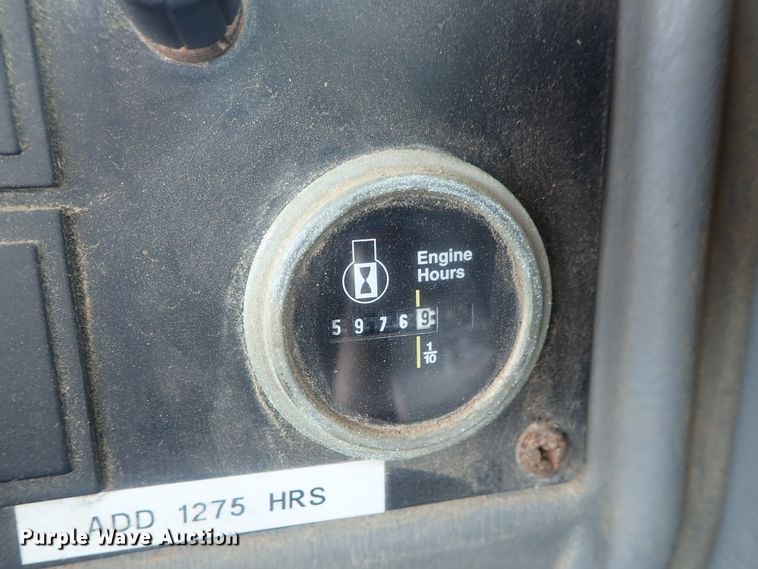 Engine
Hours
5 9 7 6 9
1/10
ADD 1275 HRS
Purple Wave Auction